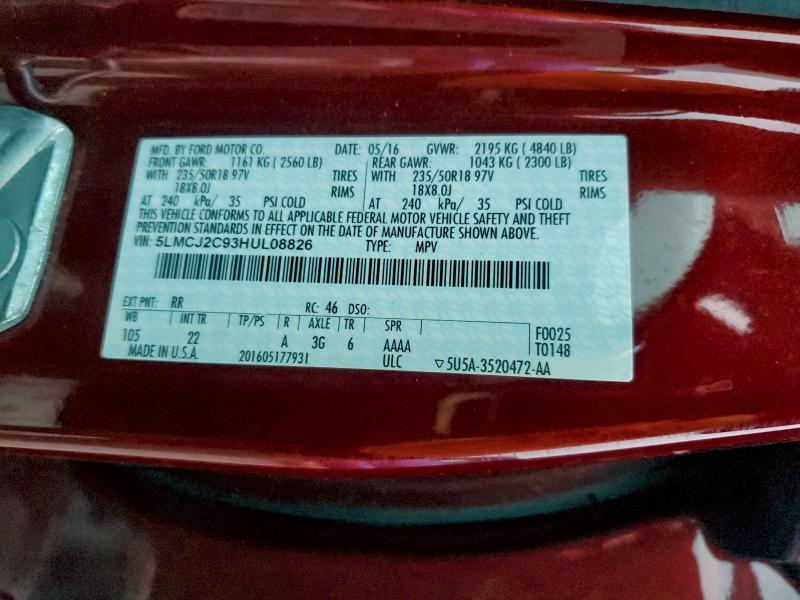 MFD. BY FORD MOTOR CO. DATE: 05/16 GVWR: 2195 KG ( 4840 LB)
FRONT GAWR: 1161 KG ( 2560 LB) REAR GAWR: 1043 KG ( 2300 LB)
WITH 235/50R18 97V TIRES WITH 235/50R18 97V TIRES
18X8.0J RIMS 18X8.0J RIMS
AT 240 kPa/ 35 PSI COLD AT 240 kPa/ 35 PSI COLD
THIS VEHICLE CONFORMS TO ALL APPLICABLE FEDERAL MOTOR VEHICLE SAFETY AND THEFT
PREVENTION STANDARDS IN EFFECT ON THE DATE OF MANUFACTURE SHOWN ABOVE.
VIN: 5LMCJ2C93HUL08826 TYPE: MPV
EXT PNT: RR RC: 46 DSO:
WB INT TR TP/PS R AXLE TR SPR F0025
105 22 A 3G 6 AAAA T0148
MADE IN U.S.A. 201605177931 ULC ▽5U5A-3520472-AA